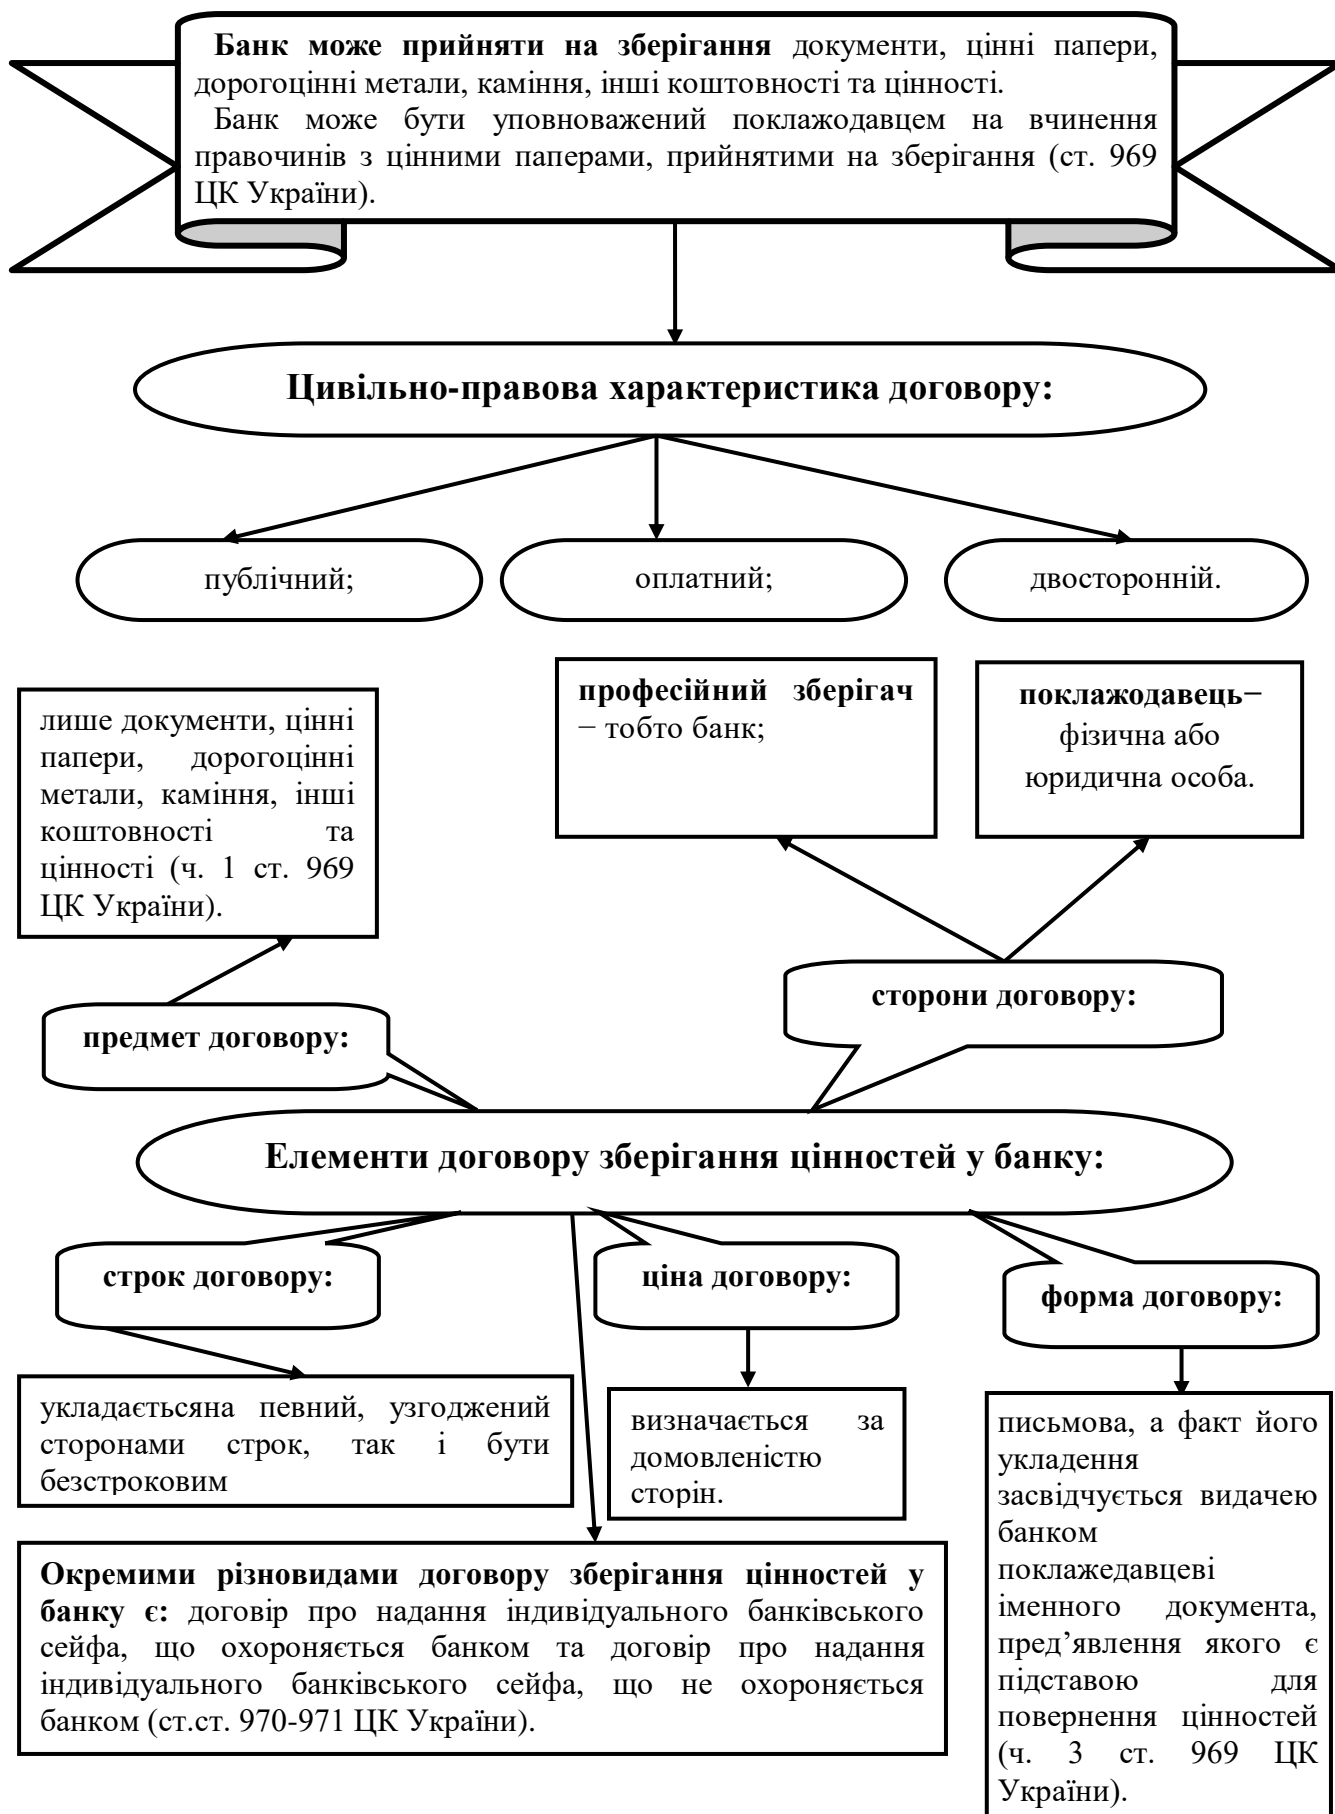 Банк може прийняти на зберігання документи, цінні папери,
дорогоцінні метали, каміння, інші коштовності та цінності.
Банк може бути уповноважений поклажодавцем на вчинення
правочинів з цінними паперами, прийнятими на зберігання (ст. 969
ЦК України).
Цивільно-правова характеристика договору:
публічний;
оплатний;
двосторонній.
лише документи, цінні
папери, дорогоцінні
метали, каміння, інші
коштовності та
цінності (ч. 1 ст. 969
ЦК України).
професійний зберігач
− тобто банк;
поклажодавець−
фізична або
юридична особа.
предмет договору:
сторони договору:
Елементи договору зберігання цінностей у банку:
строк договору:
ціна договору:
форма договору:
укладаєтьсяна певний, узгоджений
сторонами строк, так і бути
безстроковим
визначається за
домовленістю
сторін.
письмова, а факт його
укладення
засвідчується видачею
банком
поклажедавцеві
іменного документа,
пред’явлення якого є
підставою для
повернення цінностей
(ч. 3 ст. 969 ЦК
України).
Окремими різновидами договору зберігання цінностей у
банку є: договір про надання індивідуального банківського
сейфа, що охороняється банком та договір про надання
індивідуального банківського сейфа, що не охороняється
банком (ст.ст. 970-971 ЦК України).